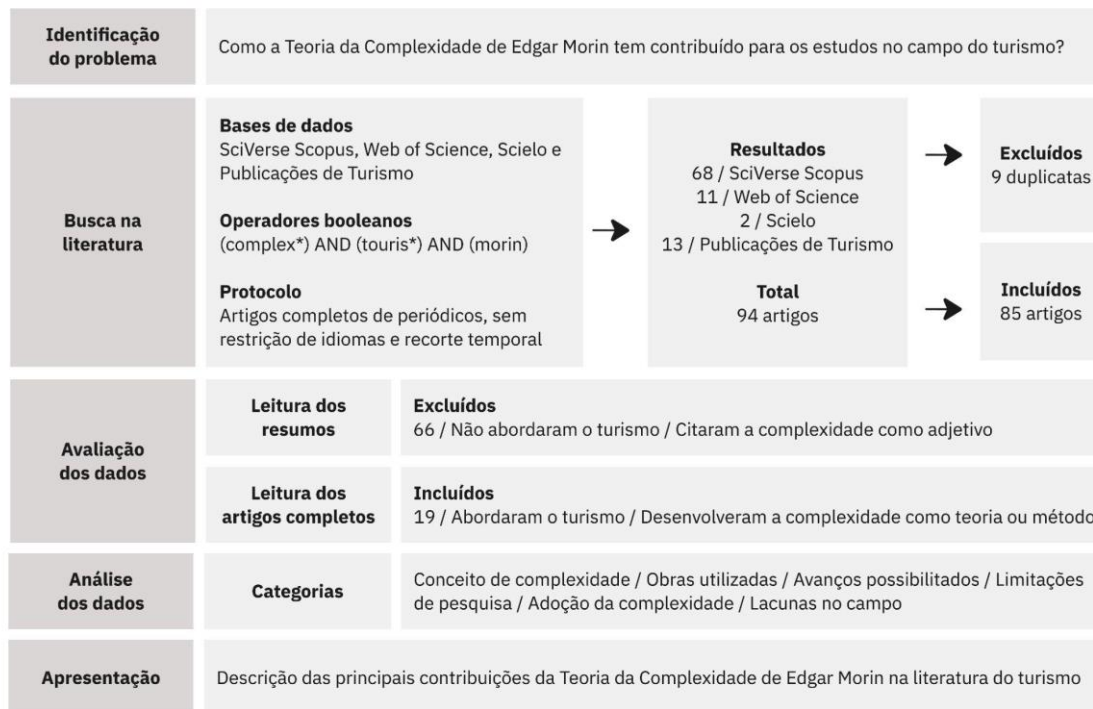 Identificação
do problema
Como a Teoria da Complexidade de Edgar Morin tem contribuído para os estudos no campo do turismo?
Busca na
literatura
Bases de dados
SciVerse Scopus, Web of Science, Scielo e
Publicações de Turismo
Operadores booleanos
(complex*) AND (touris*) AND (morin)
Protocolo
Artigos completos de periódicos, sem
restrição de idiomas e recorte temporal
Resultados
68 / SciVerse Scopus
11 / Web of Science
2 / Scielo
13 / Publicações de Turismo
Total
94 artigos
Excluídos
9 duplicatas
Incluídos
85 artigos
Avaliação
dos dados
Leitura dos
resumos
Excluídos
66 / Não abordaram o turismo / Citaram a complexidade como adjetivo
Leitura dos
artigos completos
Incluídos
19 / Abordaram o turismo / Desenvolveram a complexidade como teoria ou método
Análise
dos dados
Categorias
Conceito de complexidade / Obras utilizadas / Avanços possibilitados / Limitações
de pesquisa / Adoção da complexidade / Lacunas no campo
Apresentação
Descrição das principais contribuições da Teoria da Complexidade de Edgar Morin na literatura do turismo